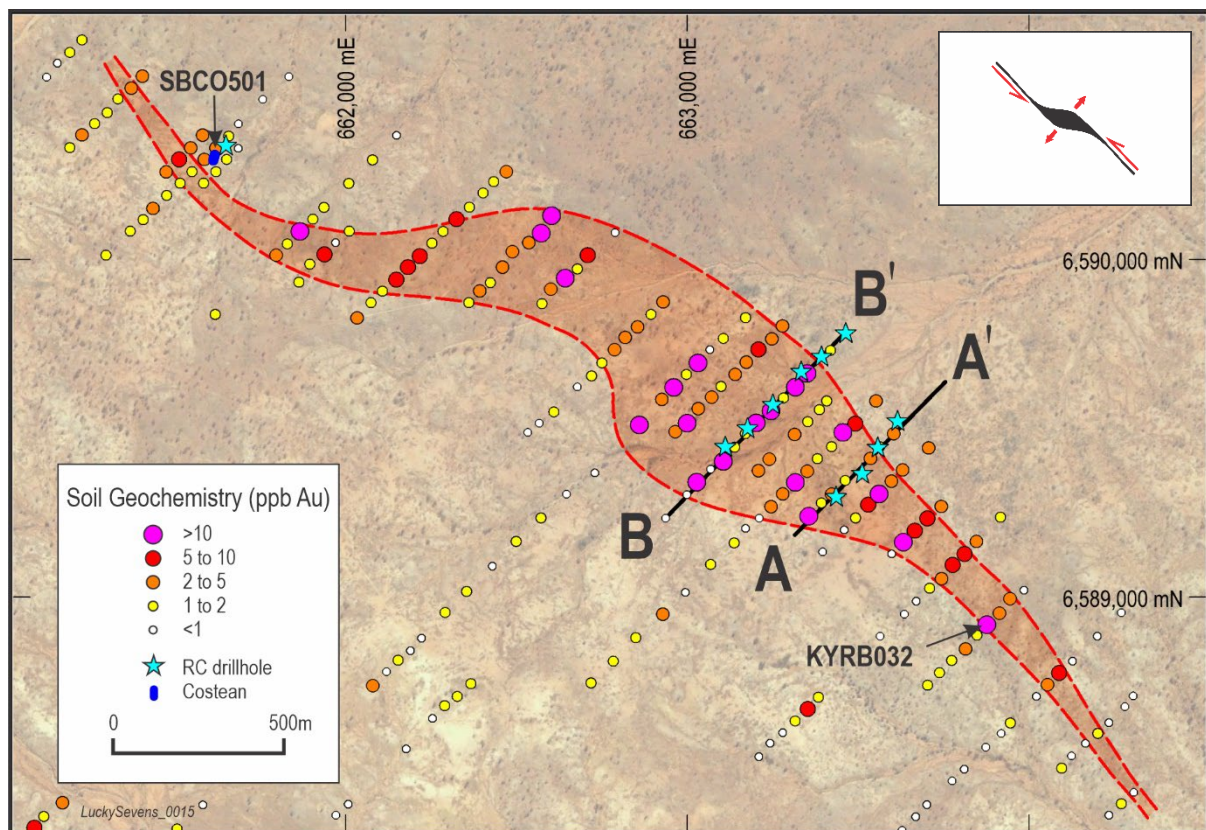 SBCO501
662,000 mE
663,000 mE
6,590,000 mN
B'
A'
B
A
6,589,000 mN
KYRB032
Soil Geochemistry (ppb Au)
>10
5 to 10
2 to 5
1 to 2
<1
RC drillhole
Costean
0 500m
LuckySevens_0015